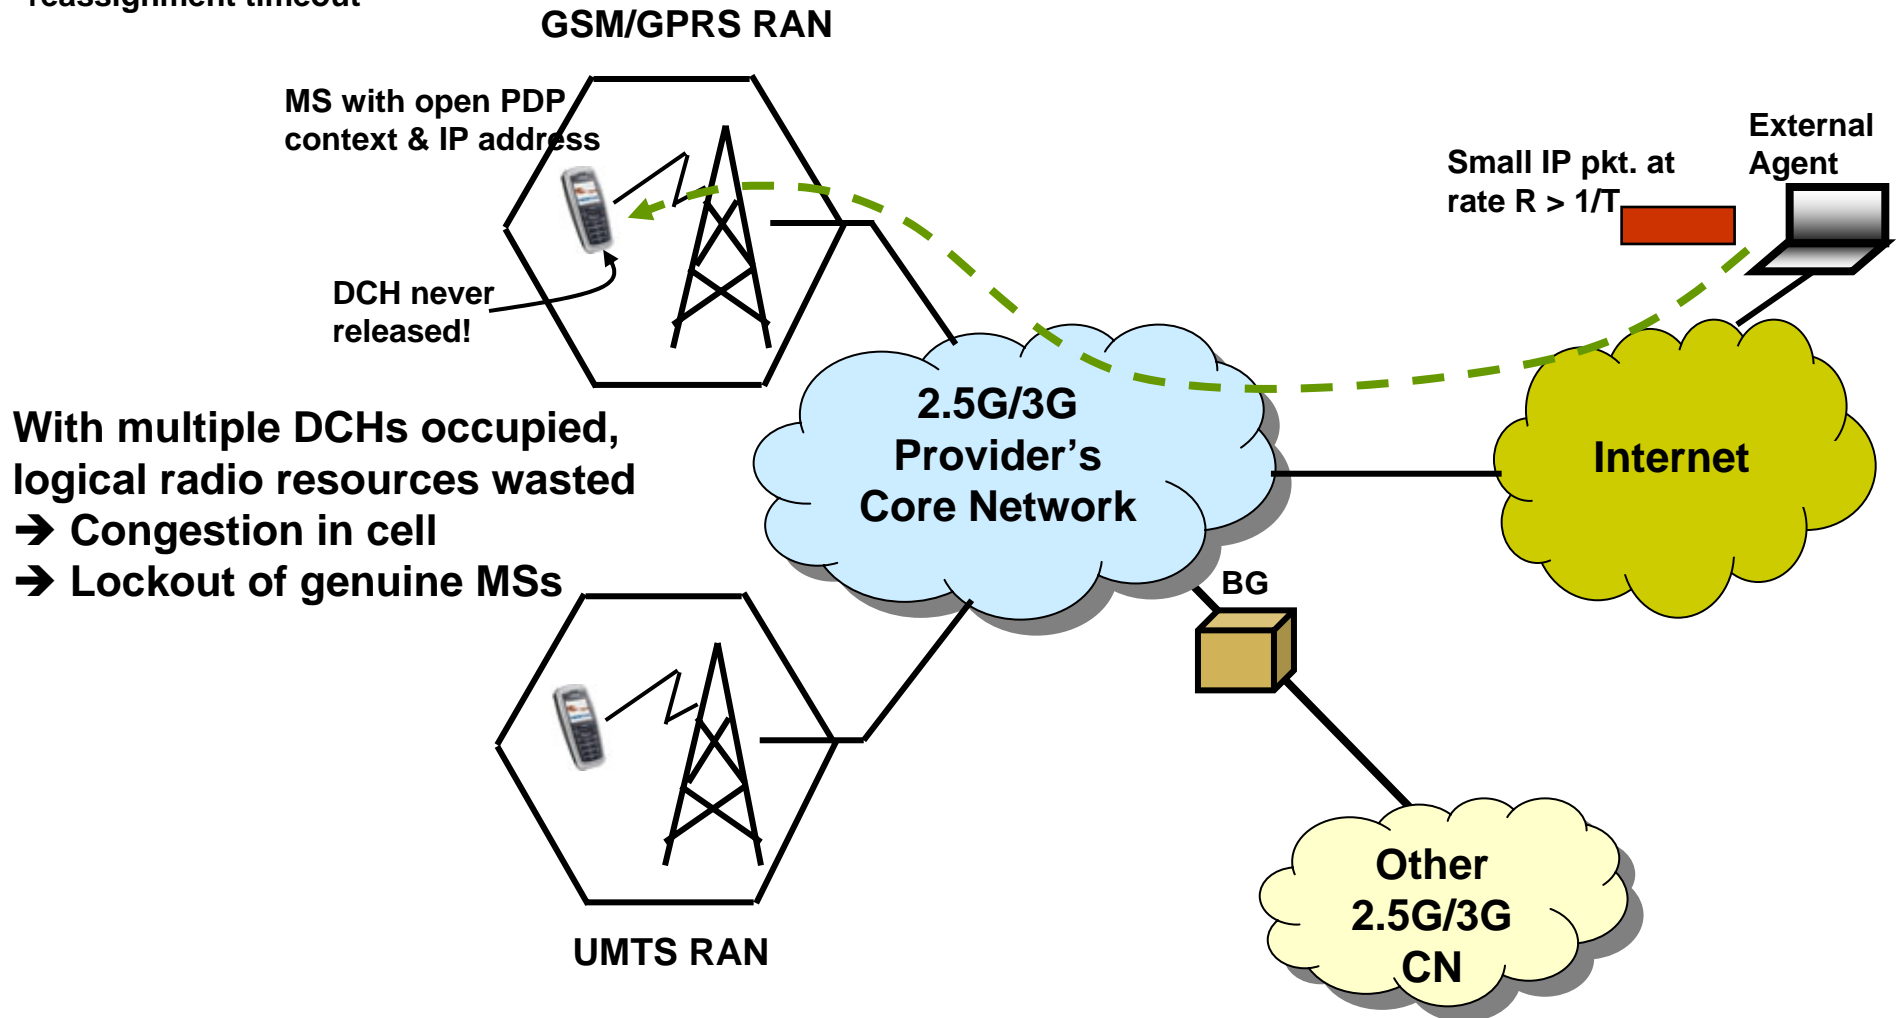 reassignment timeout
GSM/GPRS RAN
MS with open PDP
context & IP address
External
Agent
Small IP pkt. at
rate R > 1/T
DCH never
released!
2.5G/3G
Provider’s
Core Network
Internet
With multiple DCHs occupied,
logical radio resources wasted
➔ Congestion in cell
➔ Lockout of genuine MSs
BG
UMTS RAN
Other
2.5G/3G
CN